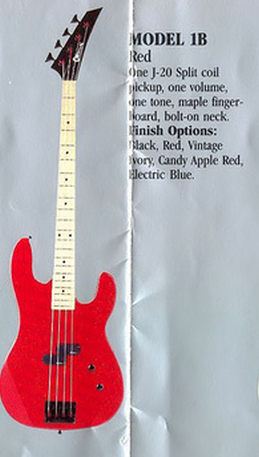 MODEL 1B
Red
One J-20 Split coil
pickup, one volume,
one tone, maple finger-
board, bolt-on neck.
Finish Options:
Black, Red, Vintage
Ivory, Candy Apple Red,
Electric Blue.